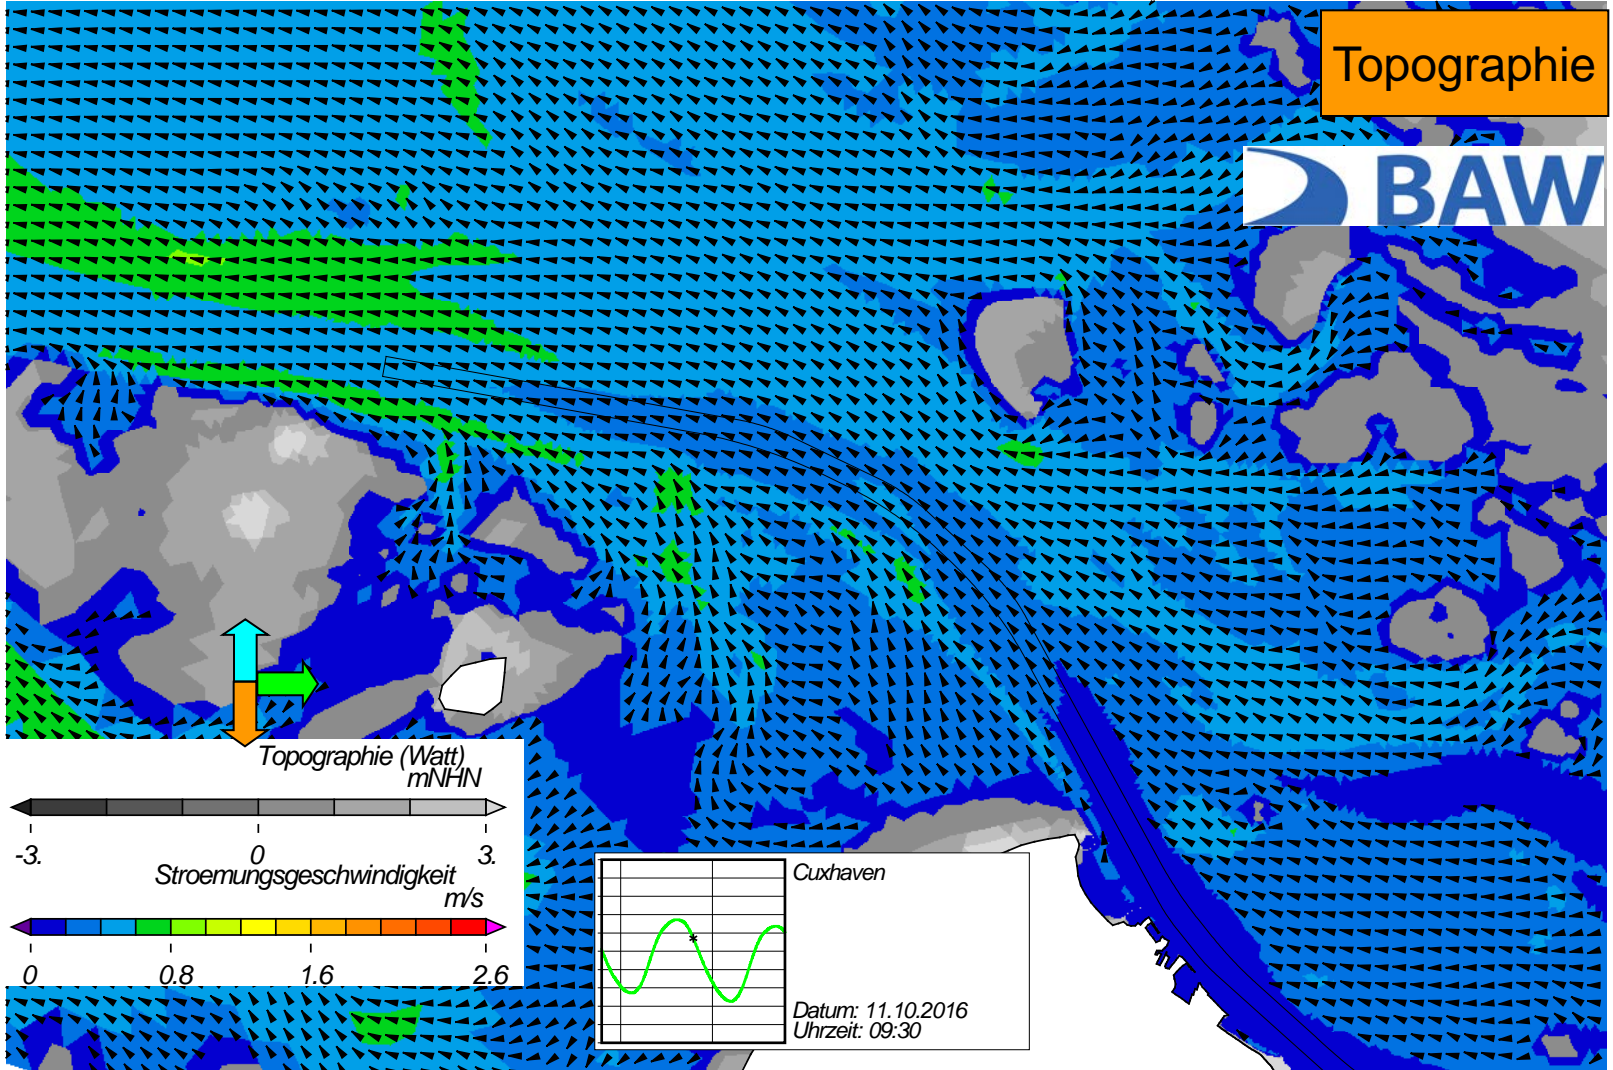 Topographie
BAW
Topographie (Watt)
mNHN
-3. 0 3.
Stroemungsgeschwindigkeit
m/s
0 0.8 1.6 2.6
Cuxhaven
Datum: 11.10.2016
Uhrzeit: 09:30